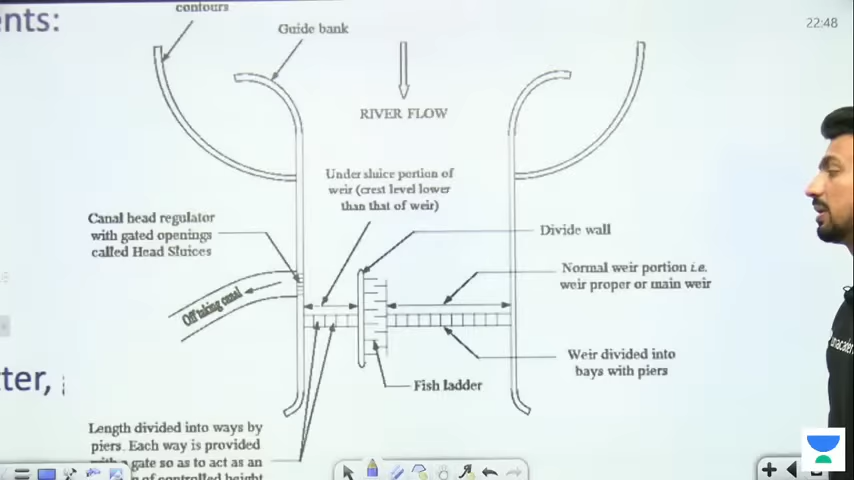 ents:
contours
22:48
Guide bank
RIVER FLOW
Under sluice portion of
weir (crest level lower
than that of weir)
Canal head regulator
with gated openings
called Head Sluices
Divide wall
Normal weir portion i.e.
weir proper or main weir
Off taking canal
Weir divided into
bays with piers
Fish ladder
tter,
Length divided into ways by
piers. Each way is provided
gate so as to act as an
of controlled height